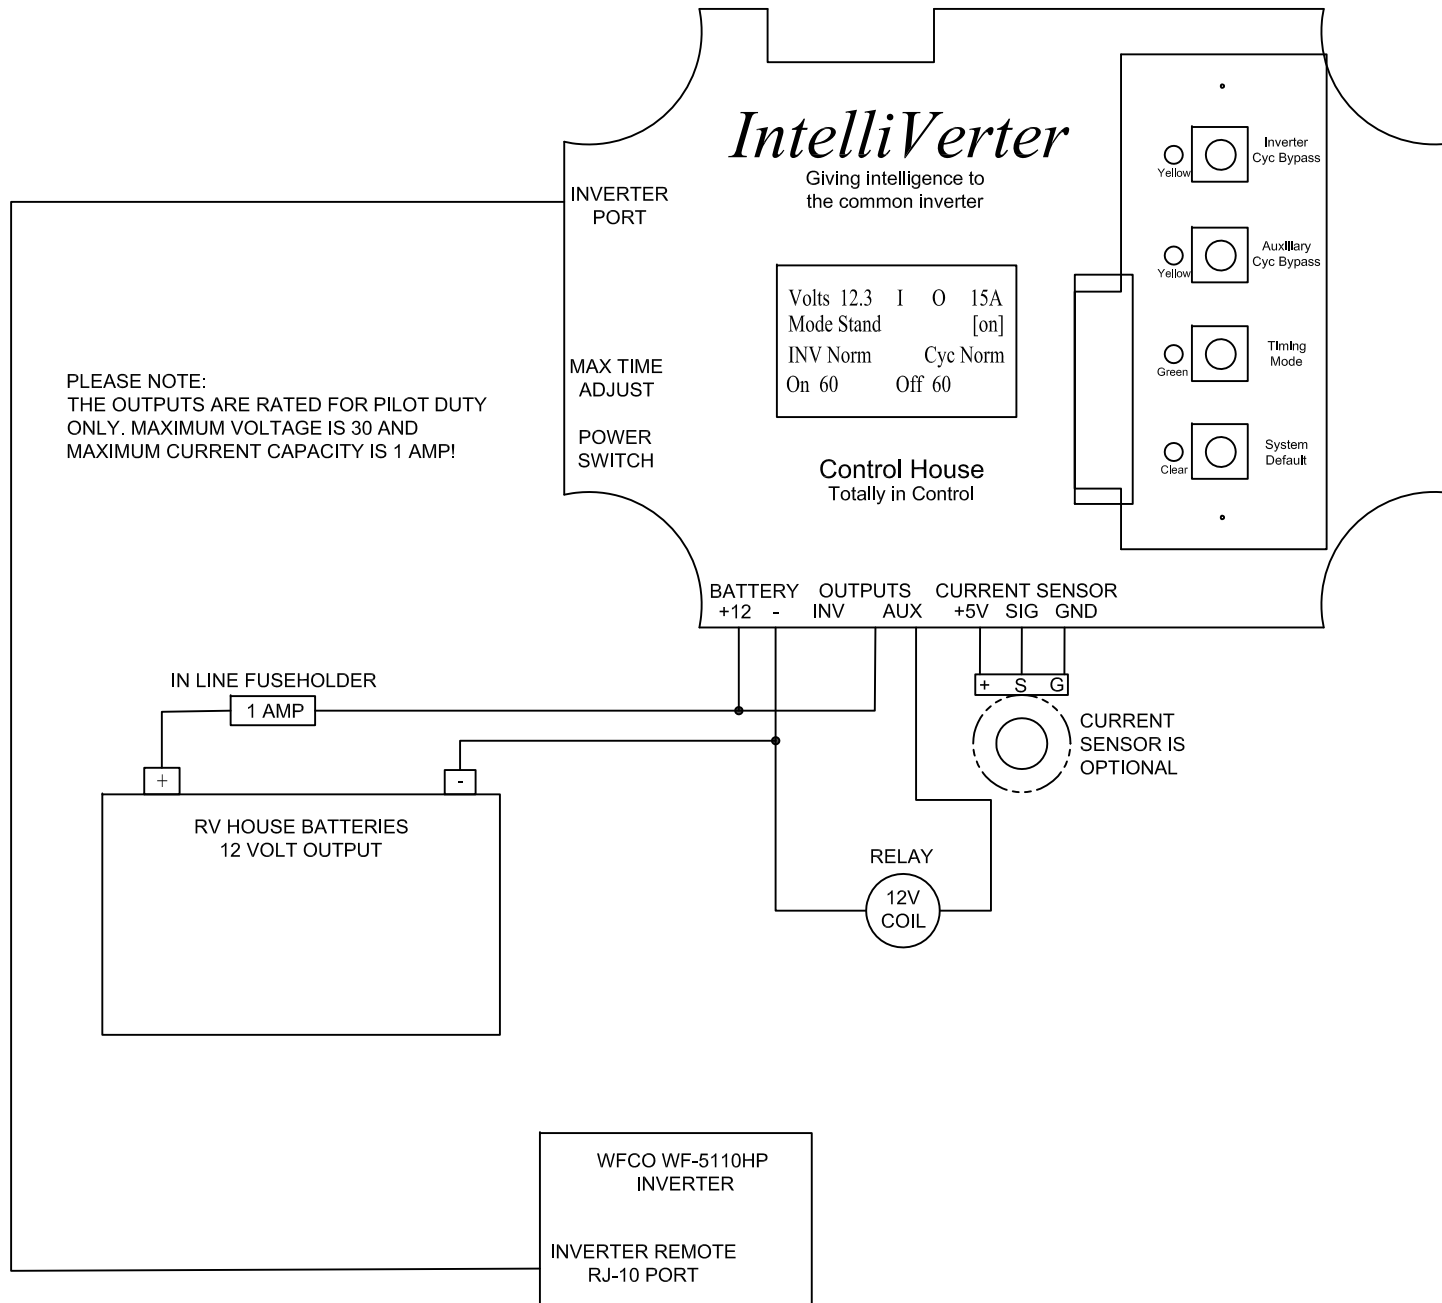 IntelliVerter
Giving intelligence to
the common inverter
INVERTER
PORT
Volts 12.3 I O 15A
Mode Stand [on]
INV Norm Cyc Norm
On 60 Off 60
MAX TIME
ADJUST
POWER
SWITCH
Control House
Totally in Control
Inverter
Cyc Bypass
Yellow
Auxiliary
Cyc Bypass
Yellow
Timing
Mode
Green
System
Default
Clear
PLEASE NOTE:
THE OUTPUTS ARE RATED FOR PILOT DUTY
ONLY. MAXIMUM VOLTAGE IS 30 AND
MAXIMUM CURRENT CAPACITY IS 1 AMP!
BATTERY OUTPUTS CURRENT SENSOR
+12 - INV AUX +5V SIG GND
+ S G
CURRENT
SENSOR IS
OPTIONAL
IN LINE FUSEHOLDER
1 AMP
+ -
RV HOUSE BATTERIES
12 VOLT OUTPUT
RELAY
12V
COIL
WFCO WF-5110HP
INVERTER
INVERTER REMOTE
RJ-10 PORT